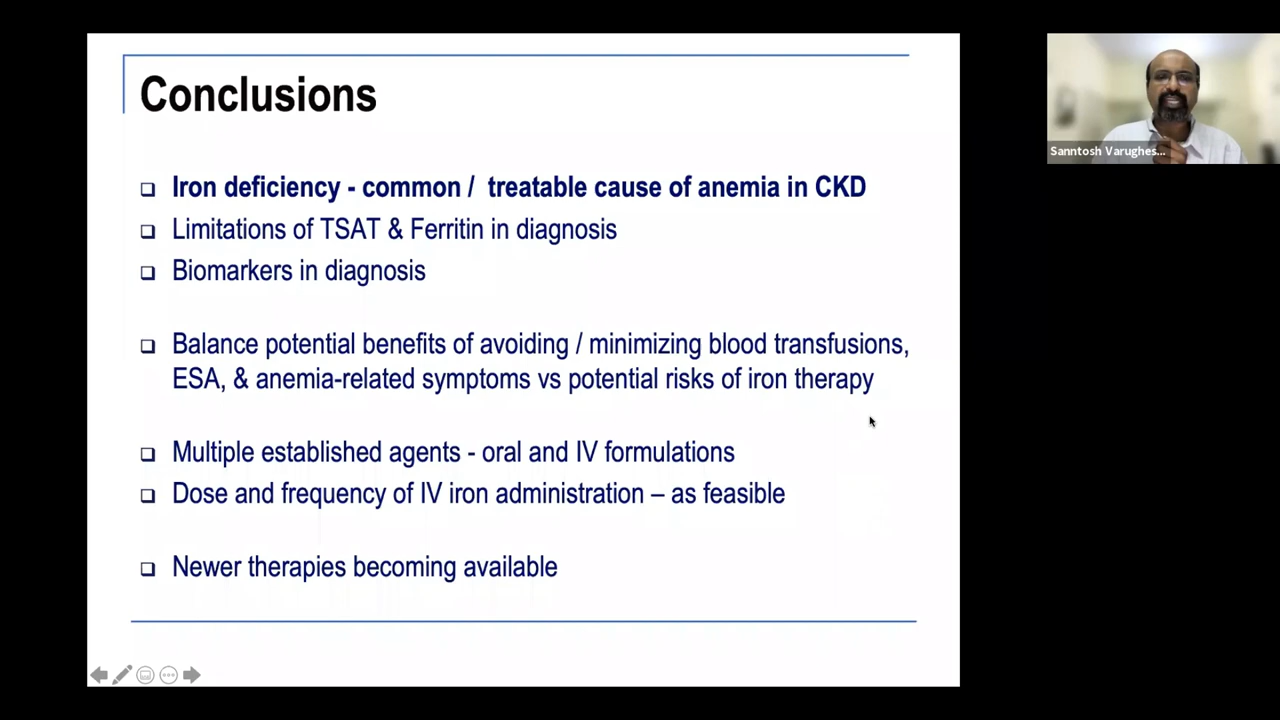 Conclusions
Iron deficiency - common / treatable cause of anemia in CKD
Limitations of TSAT & Ferritin in diagnosis
Biomarkers in diagnosis
Balance potential benefits of avoiding / minimizing blood transfusions,
ESA, & anemia-related symptoms vs potential risks of iron therapy
Multiple established agents - oral and IV formulations
Dose and frequency of IV iron administration – as feasible
Newer therapies becoming available
Sanntosh Varughes...